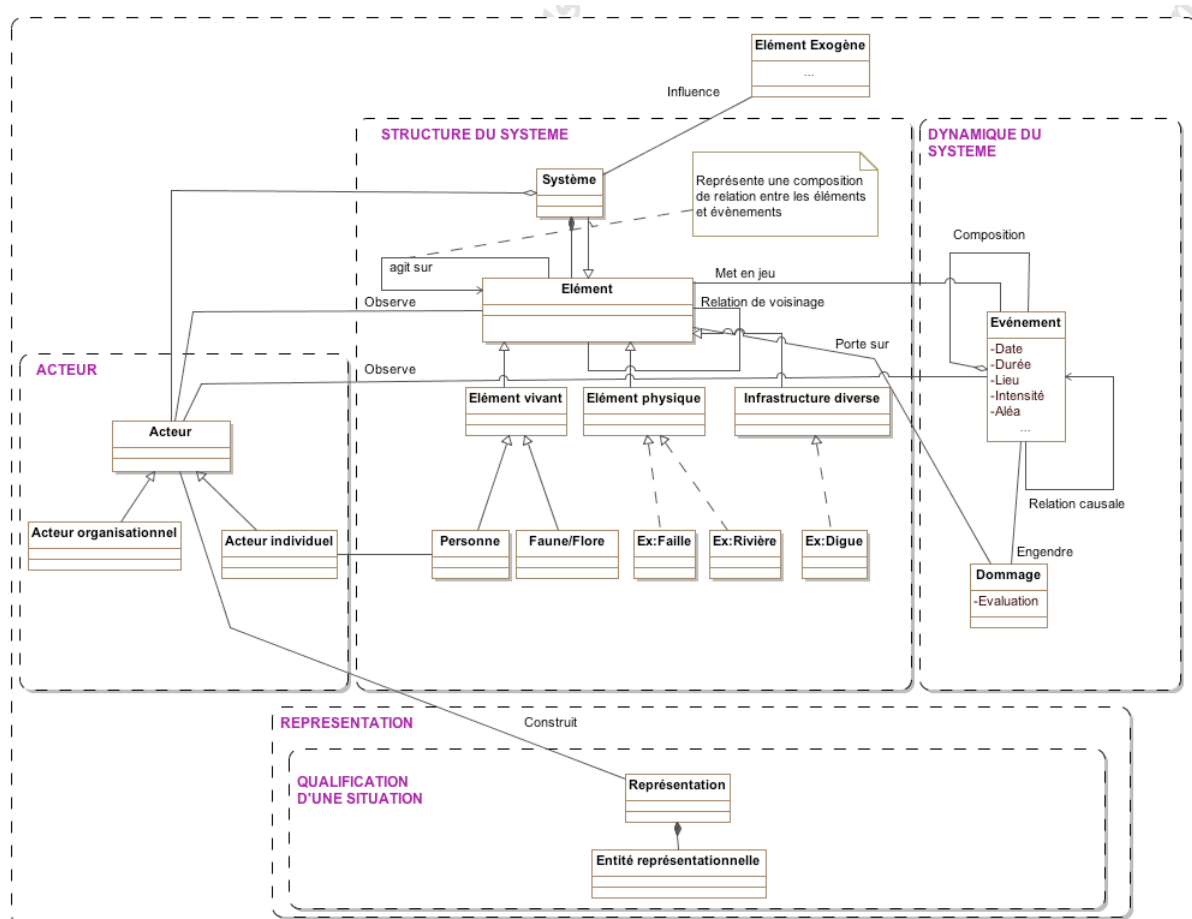 Elément Exogène
...
Influence
STRUCTURE DU SYSTEME
DYNAMIQUE DU
SYSTEME
Système
Représente une composition
de relation entre les éléments
et évènements
Composition
agit sur
Met en jeu
Elément
Observe
Relation de voisinage
Evénement
-Date
-Durée
-Lieu
-Intensité
-Aléa
...
Porte sur
ACTEUR
Observe
Elément vivant
Elément physique
Infrastructure diverse
Acteur
Relation causale
Acteur organisationnel
Acteur individuel
Personne
Faune/Flore
Ex:Faille
Ex:Rivière
Ex:Digue
Engendre
Dommage
-Evaluation
REPRESENTATION
Construit
QUALIFICATION
D'UNE SITUATION
Représentation
Entité représentationnelle